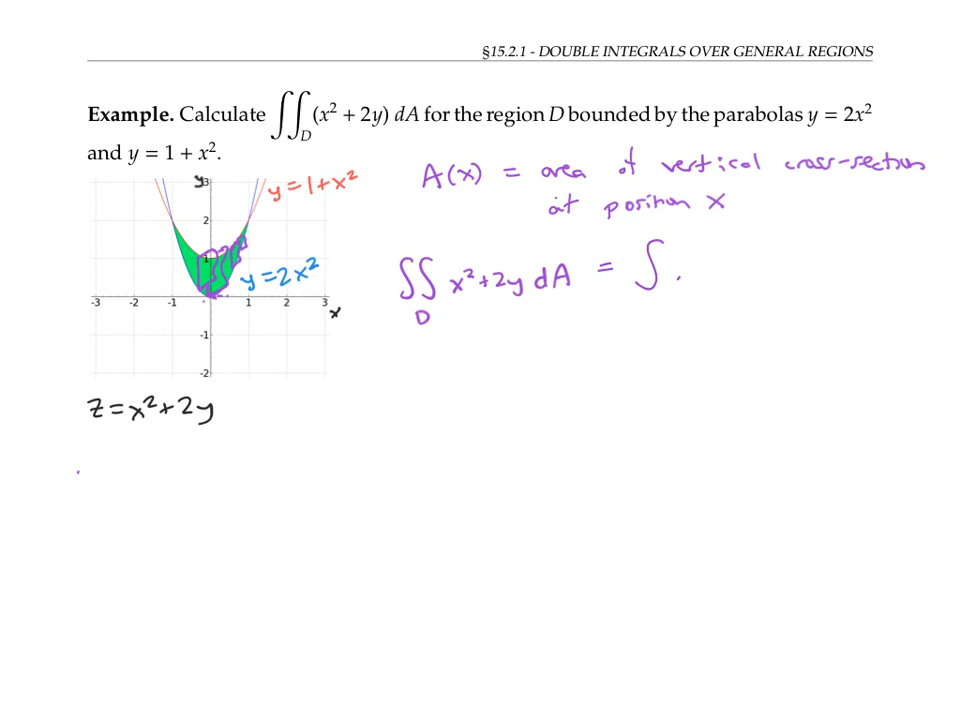 §15.2.1 - DOUBLE INTEGRALS OVER GENERAL REGIONS
Example. Calculate ∬_D (x² + 2y) dA for the region D bounded by the parabolas y = 2x²
and y = 1 + x².
A(x) = area of vertical cross-section
at position x
y
3
y = 1 + x²
2
1
y = 2x²
-3 -2 -1 1 2 3
x
-1
-2
∬_D x² + 2y dA = ∫
z = x² + 2y